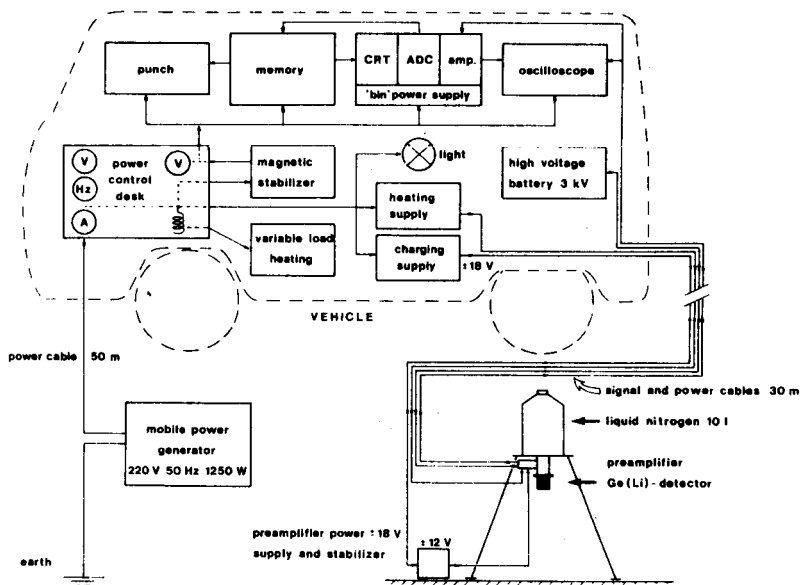 punch
memory
CRT
ADC
amp.
'bin' power supply
oscilloscope
V
Hz
A
power
control
desk
V
magnetic
stabilizer
variable load
heating
light
heating
supply
charging
supply
±18 V
high voltage
battery 3 kV
VEHICLE
power cable 50 m
signal and power cables 30 m
mobile power
generator
220 V 50 Hz 1250 W
liquid nitrogen 10 l
preamplifier
Ge(Li)-detector
preamplifier power ±18 V
supply and stabilizer
±12 V
earth